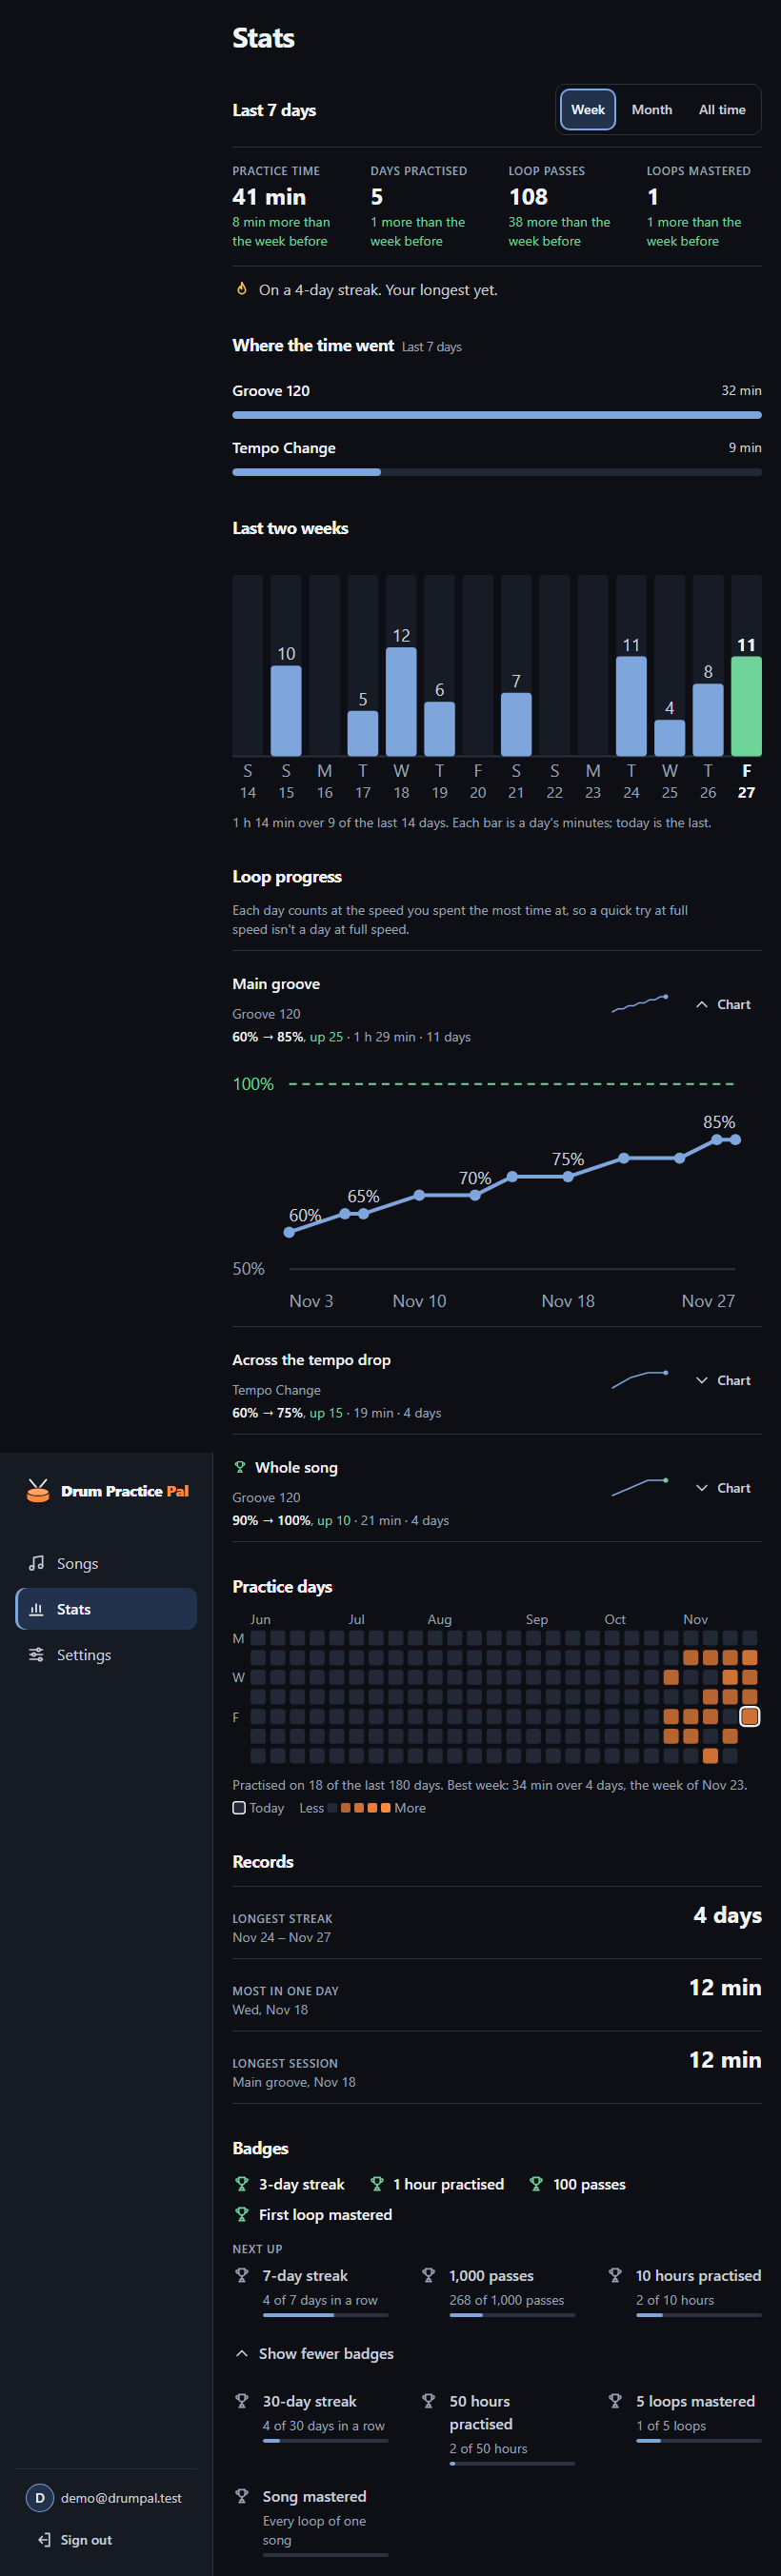 Stats
Last 7 days
Week Month All time
PRACTICE TIME
41 min
8 min more than
the week before
DAYS PRACTISED
5
1 more than the
week before
LOOP PASSES
108
38 more than the
week before
LOOPS MASTERED
1
1 more than the
week before
On a 4-day streak. Your longest yet.
Where the time went Last 7 days
Groove 120 32 min
Tempo Change 9 min
Last two weeks
10 5 12 6 7 11 4 8 11
S S M T W T F S S M T W T F
14 15 16 17 18 19 20 21 22 23 24 25 26 27
1 h 14 min over 9 of the last 14 days. Each bar is a day's minutes; today is the last.
Loop progress
Each day counts at the speed you spent the most time at, so a quick try at full
speed isn't a day at full speed.
Main groove
Groove 120
60% → 85%, up 25 · 1 h 29 min · 11 days
Chart
100%
85%
75%
70%
65%
60%
50%
Nov 3 Nov 10 Nov 18 Nov 27
Across the tempo drop
Tempo Change
60% → 75%, up 15 · 19 min · 4 days
Chart
Whole song
Groove 120
90% → 100%, up 10 · 21 min · 4 days
Chart
Drum Practice Pal
Songs
Stats
Settings
Practice days
Jun Jul Aug Sep Oct Nov
M
W
F
Practised on 18 of the last 180 days. Best week: 34 min over 4 days, the week of Nov 23.
Today Less More
Records
LONGEST STREAK
Nov 24 – Nov 27
4 days
MOST IN ONE DAY
Wed, Nov 18
12 min
LONGEST SESSION
Main groove, Nov 18
12 min
Badges
3-day streak 1 hour practised 100 passes
First loop mastered
NEXT UP
7-day streak
4 of 7 days in a row
1,000 passes
268 of 1,000 passes
10 hours practised
2 of 10 hours
Show fewer badges
30-day streak
4 of 30 days in a row
50 hours
practised
2 of 50 hours
5 loops mastered
1 of 5 loops
Song mastered
Every loop of one
song
D demo@drumpal.test
Sign out